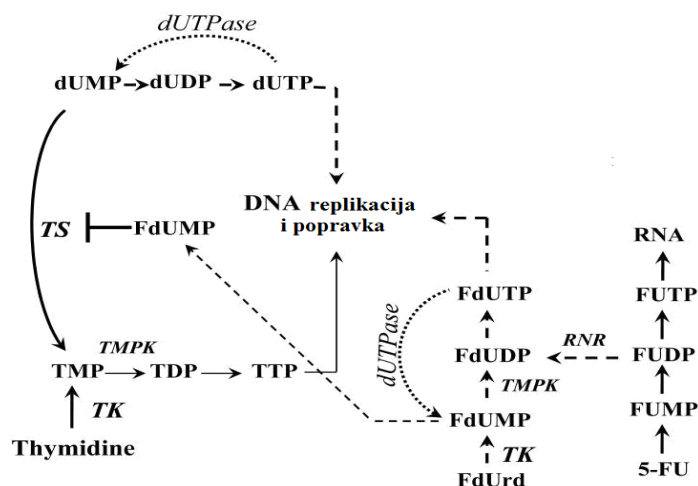 dUTPase
dUMP dUDP dUTP
DNA replikacija
i popravka
TS FdUMP
RNA
FdUTP FUTP
dUTPase
TMPK RNR
FdUDP FUDP
TMP TDP TTP
TMPK
TK FdUMP FUMP
Thymidine TK
FdUrd 5-FU